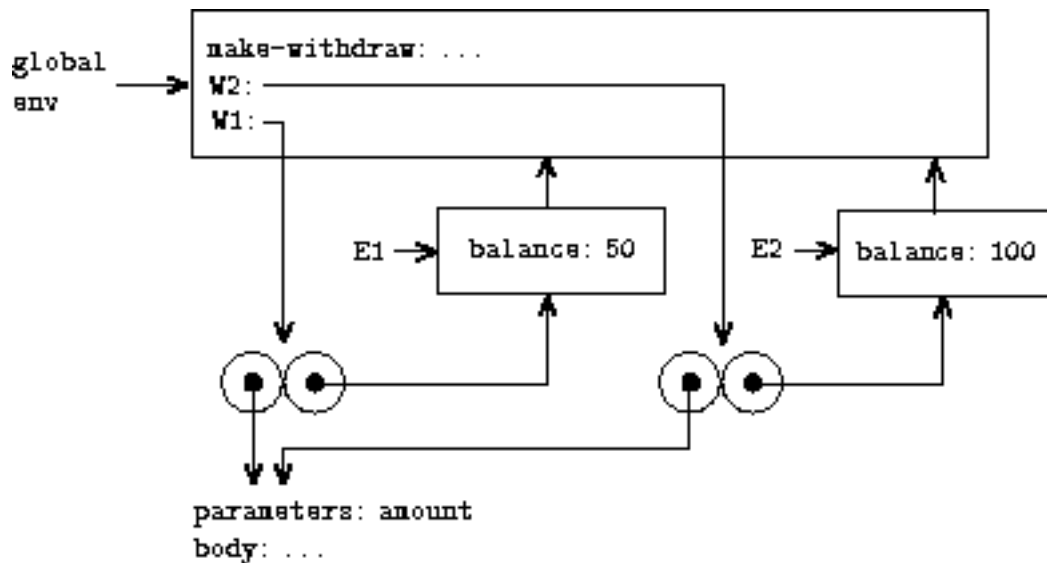 global
env
make-withdraw: ...
W2:
W1:
E1
balance: 50
E2
balance: 100
parameters: amount
body: ...